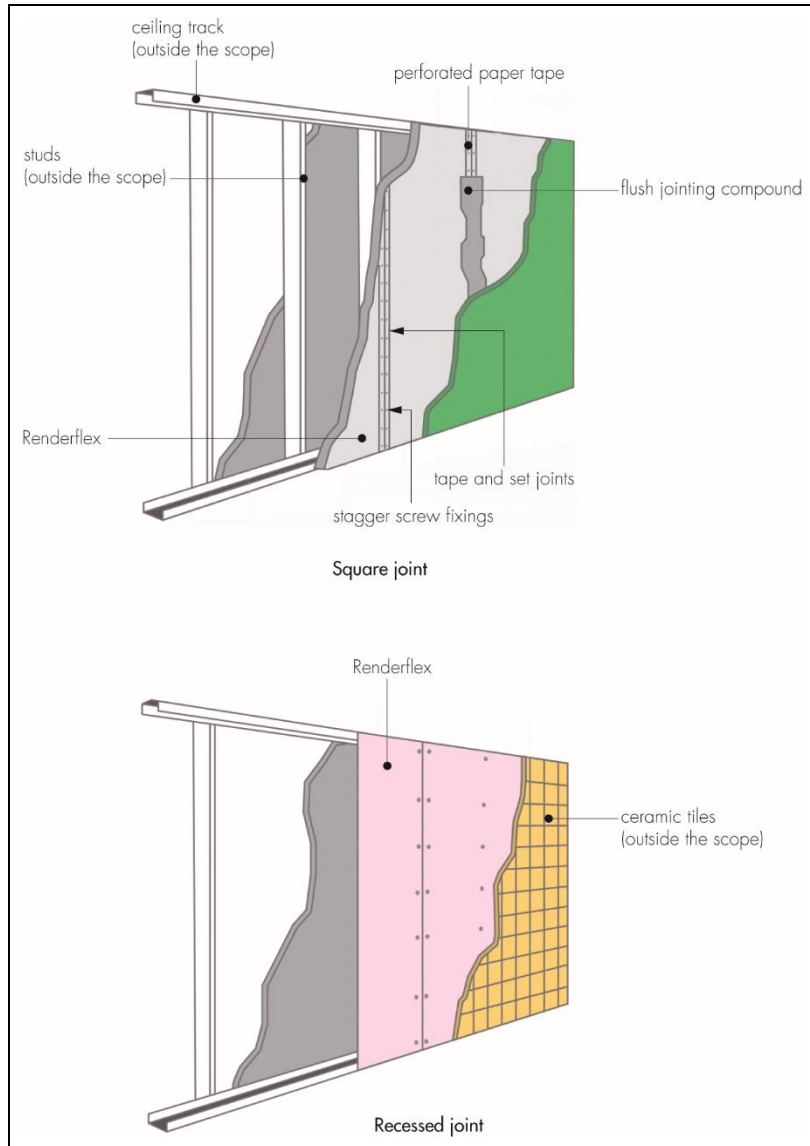 ceiling track
(outside the scope)
perforated paper tape
studs
(outside the scope)
flush jointing compound
Renderflex
tape and set joints
stagger screw fixings
Square joint
Renderflex
ceramic tiles
(outside the scope)
Recessed joint